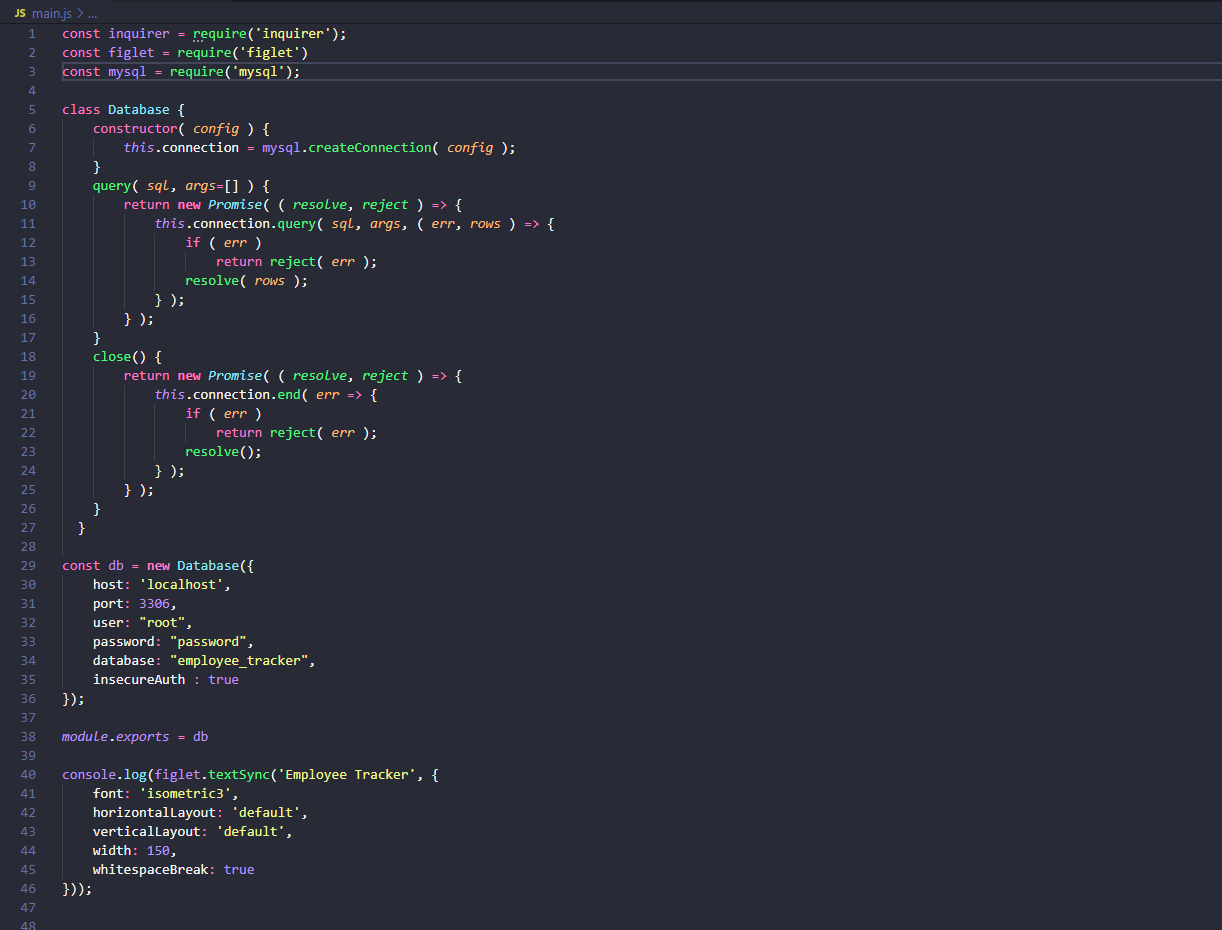 JS main.js > ...
1 const inquirer = require('inquirer');
2 const figlet = require('figlet')
3 const mysql = require('mysql');
4
5 class Database {
6     constructor( config ) {
7         this.connection = mysql.createConnection( config );
8     }
9     query( sql, args=[] ) {
10         return new Promise( ( resolve, reject ) => {
11             this.connection.query( sql, args, ( err, rows ) => {
12                 if ( err )
13                     return reject( err );
14                 resolve( rows );
15             } );
16         } );
17     }
18     close() {
19         return new Promise( ( resolve, reject ) => {
20             this.connection.end( err => {
21                 if ( err )
22                     return reject( err );
23                 resolve();
24             } );
25         } );
26     }
27   }
28
29 const db = new Database({
30     host: 'localhost',
31     port: 3306,
32     user: "root",
33     password: "password",
34     database: "employee_tracker",
35     insecureAuth : true
36 });
37
38 module.exports = db
39
40 console.log(figlet.textSync('Employee Tracker', {
41     font: 'isometric3',
42     horizontalLayout: 'default',
43     verticalLayout: 'default',
44     width: 150,
45     whitespaceBreak: true
46 }));
47
48